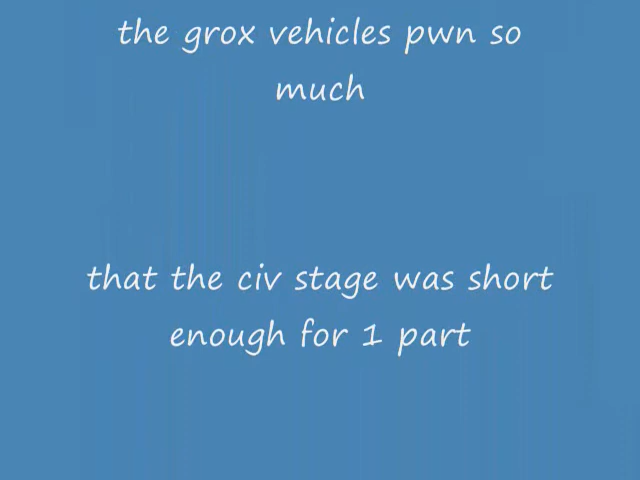 the grox vehicles pwn so
much
that the civ stage was short
enough for 1 part